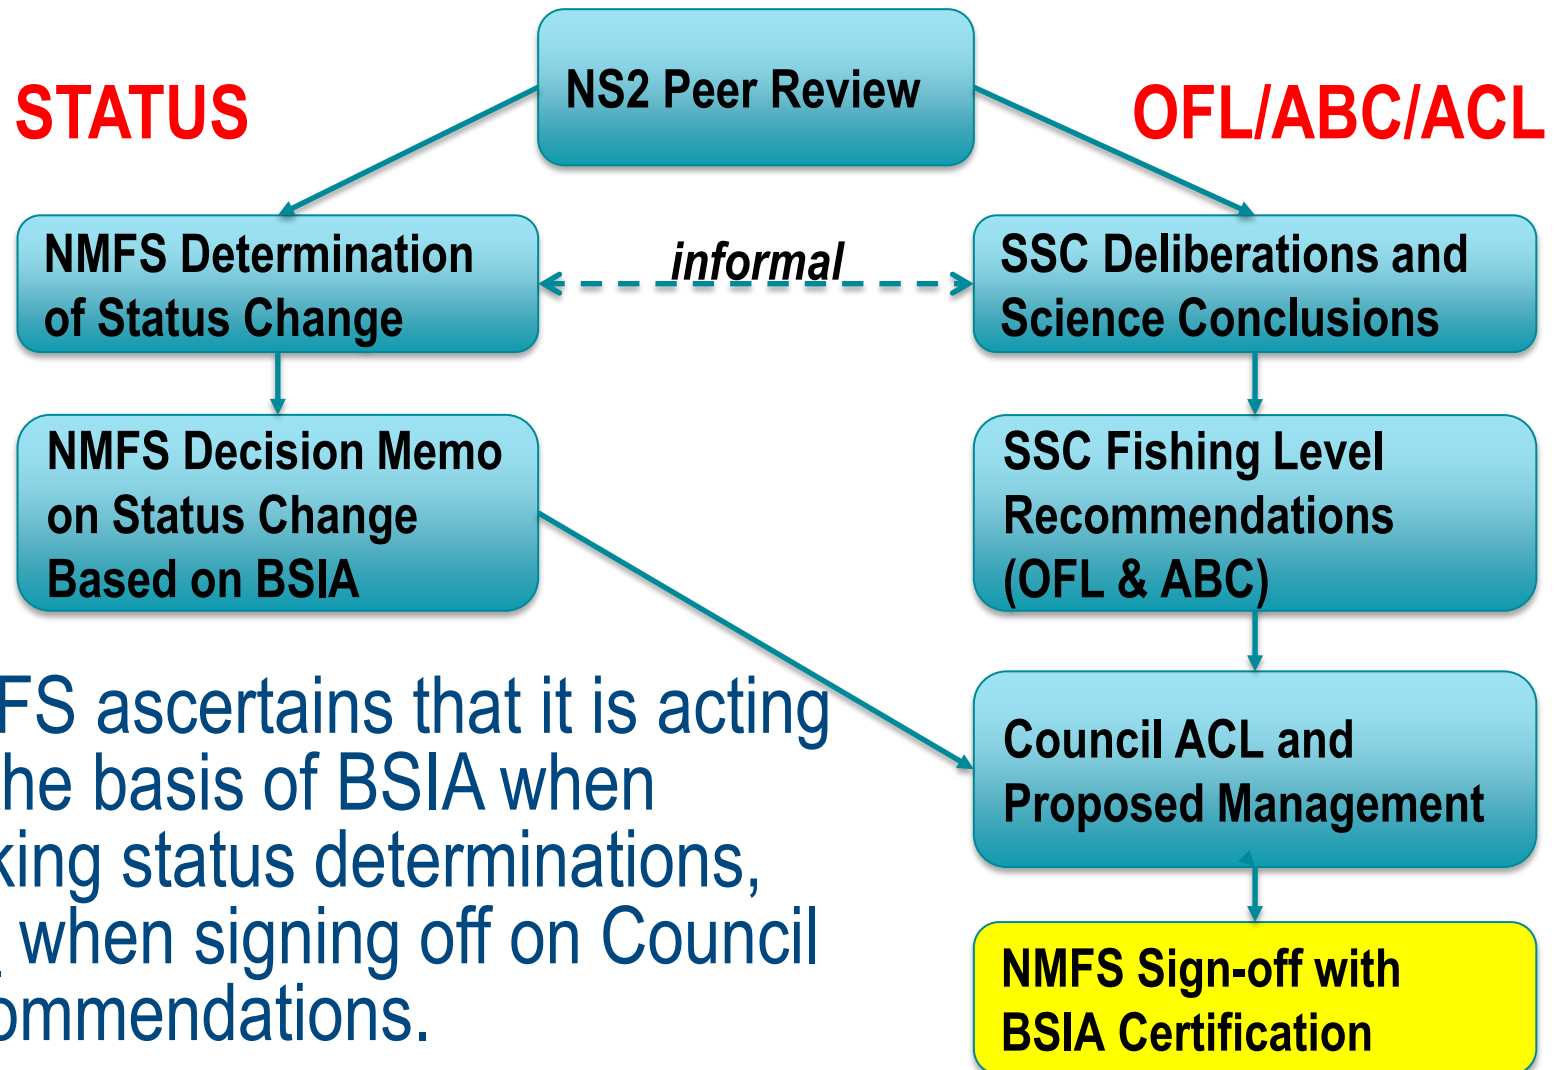 NS2 Peer Review
STATUS
OFL/ABC/ACL
NMFS Determination
of Status Change
informal
SSC Deliberations and
Science Conclusions
NMFS Decision Memo
on Status Change
Based on BSIA
SSC Fishing Level
Recommendations
(OFL & ABC)
FS ascertains that it is acting
he basis of BSIA when
king status determinations,
when signing off on Council
ommendations.
Council ACL and
Proposed Management
NMFS Sign-off with
BSIA Certification